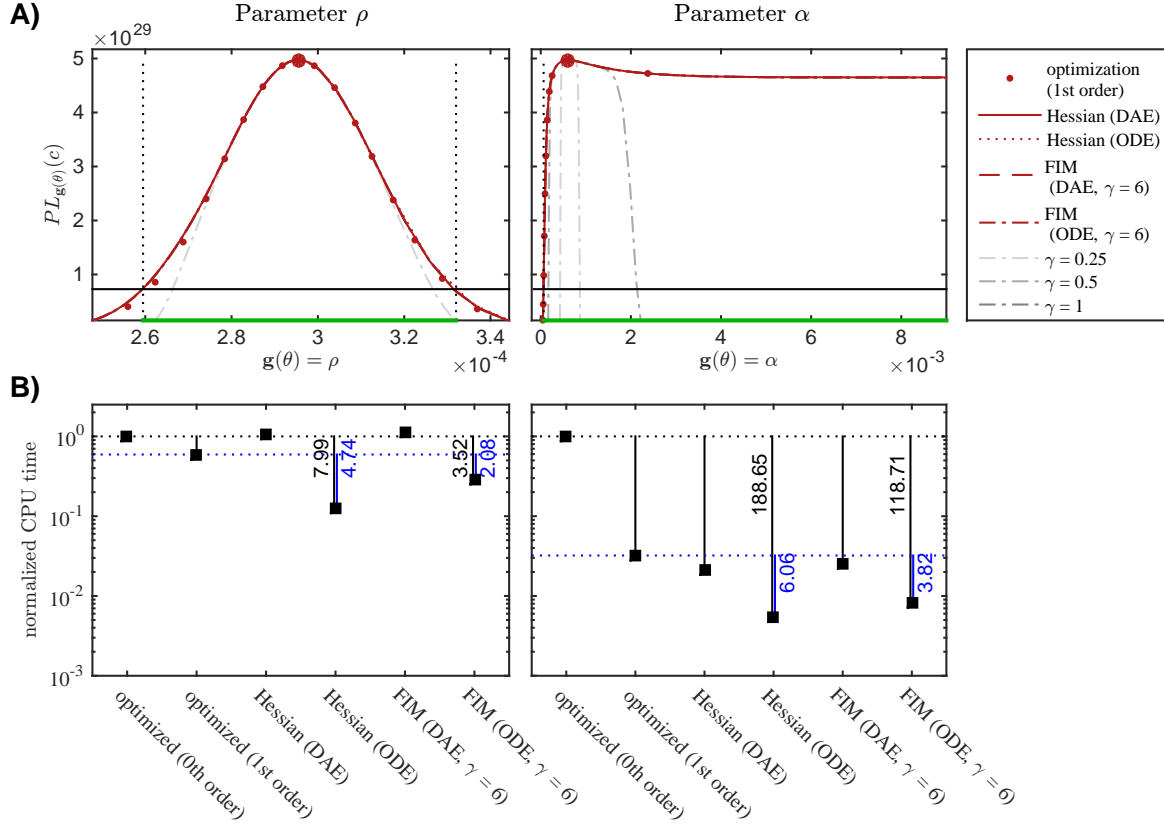 A)
Parameter ρ
Parameter α
×10^29
5
4
3
2
1
PL_g(θ)(c)
2.6
2.8
3
3.2
3.4
×10^-4
g(θ) = ρ
0
2
4
6
8
×10^-3
g(θ) = α
optimization
(1st order)
Hessian (DAE)
Hessian (ODE)
FIM
(DAE, γ = 6)
FIM
(ODE, γ = 6)
γ = 0.25
γ = 0.5
γ = 1
B)
normalized CPU time
10^0
10^-1
10^-2
10^-3
7.99
4.74
3.52
2.08
188.65
6.06
118.71
3.82
optimized (0th order)
optimized (1st order)
Hessian (DAE)
Hessian (ODE)
FIM (DAE, γ = 6)
FIM (ODE, γ = 6)
optimized (0th order)
optimized (1st order)
Hessian (DAE)
Hessian (ODE)
FIM (DAE, γ = 6)
FIM (ODE, γ = 6)